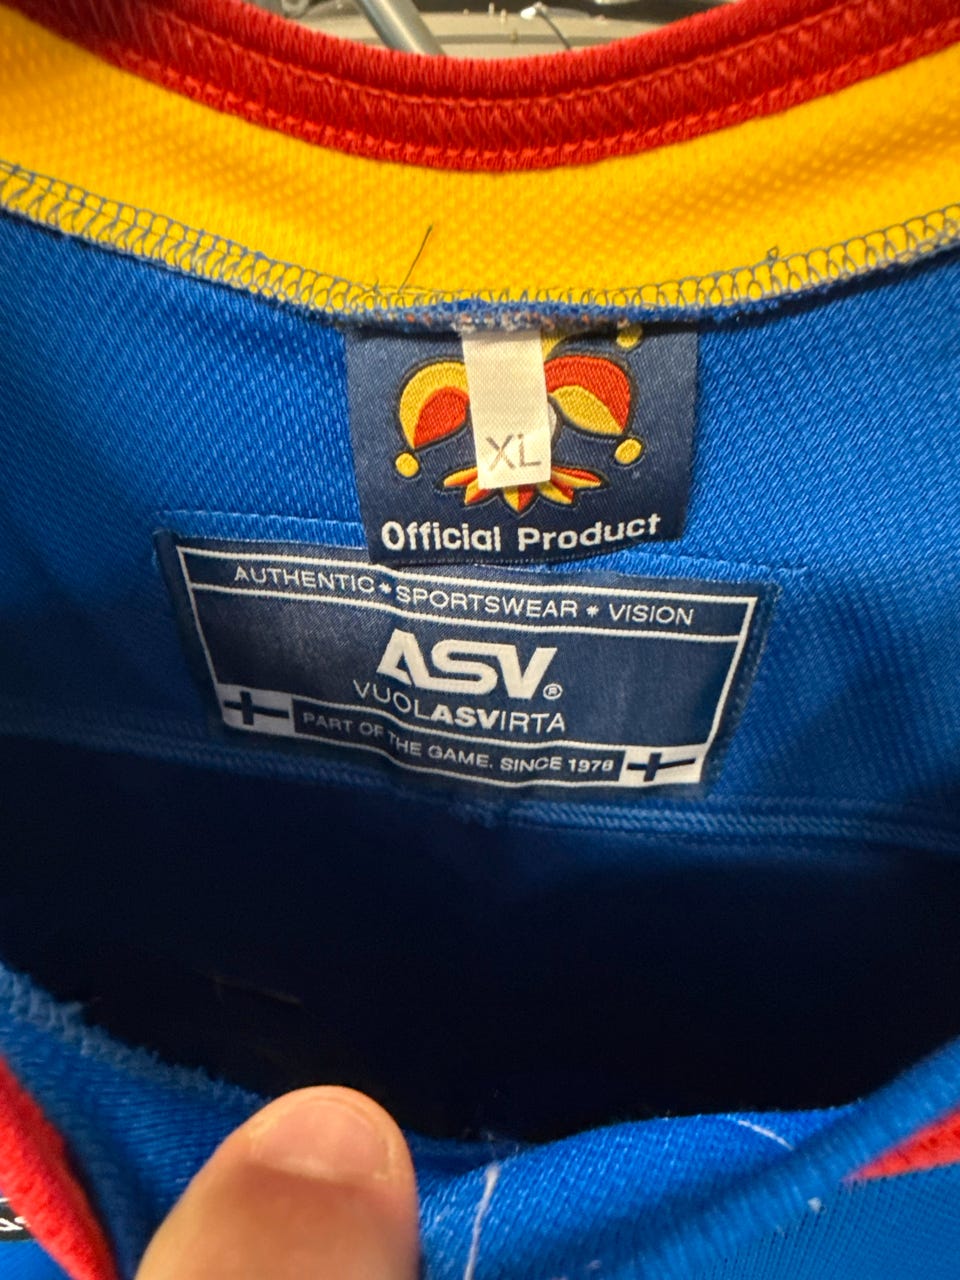 XL
Official Product
AUTHENTIC * SPORTSWEAR * VISION
ASV®
VUOLASVIRTA
PART OF THE GAME. SINCE 1978